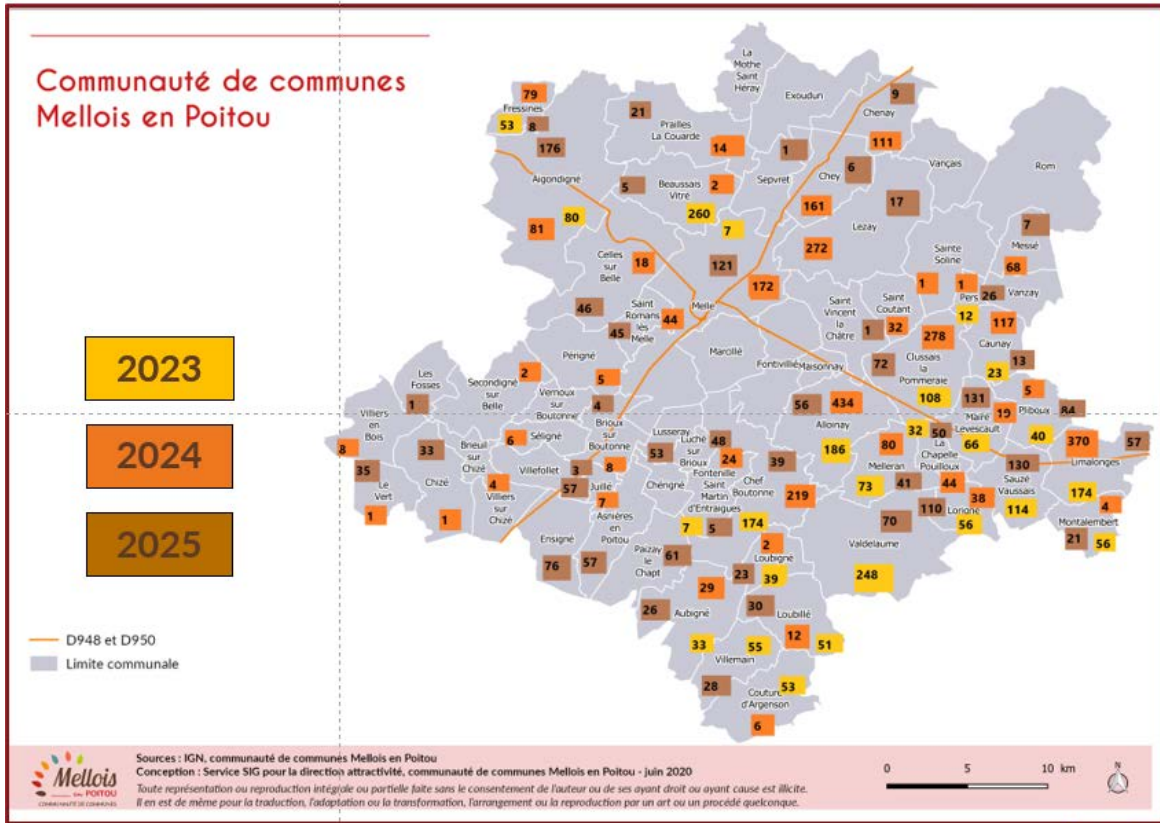 Communauté de communes
Mellois en Poitou
2023
2024
2025
D948 et D950
Limite communale
La
Mothe
Saint
Héray
Exoudun
9
Chenay
79
Fressines
53
8
176
21
Prailles
La Couarde
14
1
Sepvret
111
6
Chey
Vançais
Rom
Aigondigné
5
Beaussais
Vitré
2
260
7
161
17
Lezay
272
80
81
7
Messé
68
Celles
sur
Belle
18
121
172
Sainte
Soline
1
1
Pers
26
Vanzay
12
117
46
Saint
Romans
lès
Melle
44
45
Melle
Saint
Vincent
la
Châtre
1
Saint
Coutant
32
278
Caunay
13
23
Périgné
5
Marcillé
Fontivillié
Maisonnay
72
Clussais
la
Pommeraie
108
131
Mairé
Levescault
19
5
Pliboux
84
Les
Fosses
1
Secondigné
sur
Belle
2
Vernoux
sur
Boutonne
4
Brioux
sur
Boutonne
56
434
Alloinay
186
32
50
66
La
Chapelle
Pouilloux
40
370
57
Limalonges
Villiers
en
Bois
8
35
Le
Vert
1
33
Chizé
1
Brieuil
sur
Chizé
6
Séligné
Villefollet
4
Villiers
sur
Chizé
3
57
8
Juillé
7
Asnières
en
Poitou
Lusseray
53
Chérigné
Luché
sur
Brioux
48
24
Fontenille
Saint
Martin
d'Entraigues
39
Chef
Boutonne
219
80
Melleran
73
41
44
130
Sauzé
Vaussais
114
174
4
Montalembert
21
56
110
38
Lorigné
56
70
Valdelaume
248
Ensigné
76
57
Paizay
le
Chapt
61
7
5
174
2
Loubigné
23
39
29
26
Aubigné
30
Loubillé
12
51
33
55
Villemain
28
53
Couture
d'Argenson
6
Mellois
en POITOU
COMMUNAUTÉ DE COMMUNES
Sources : IGN, communauté de communes Mellois en Poitou
Conception : Service SIG pour la direction attractivité, communauté de communes Mellois en Poitou - juin 2020
Toute représentation ou reproduction intégrale ou partielle faite sans le consentement de l'auteur ou de ses ayant droit ou ayant cause est illicite.
Il en est de même pour la traduction, l'adaptation ou la transformation, l'arrangement ou la reproduction par un art ou un procédé quelconque.
0 5 10 km
N